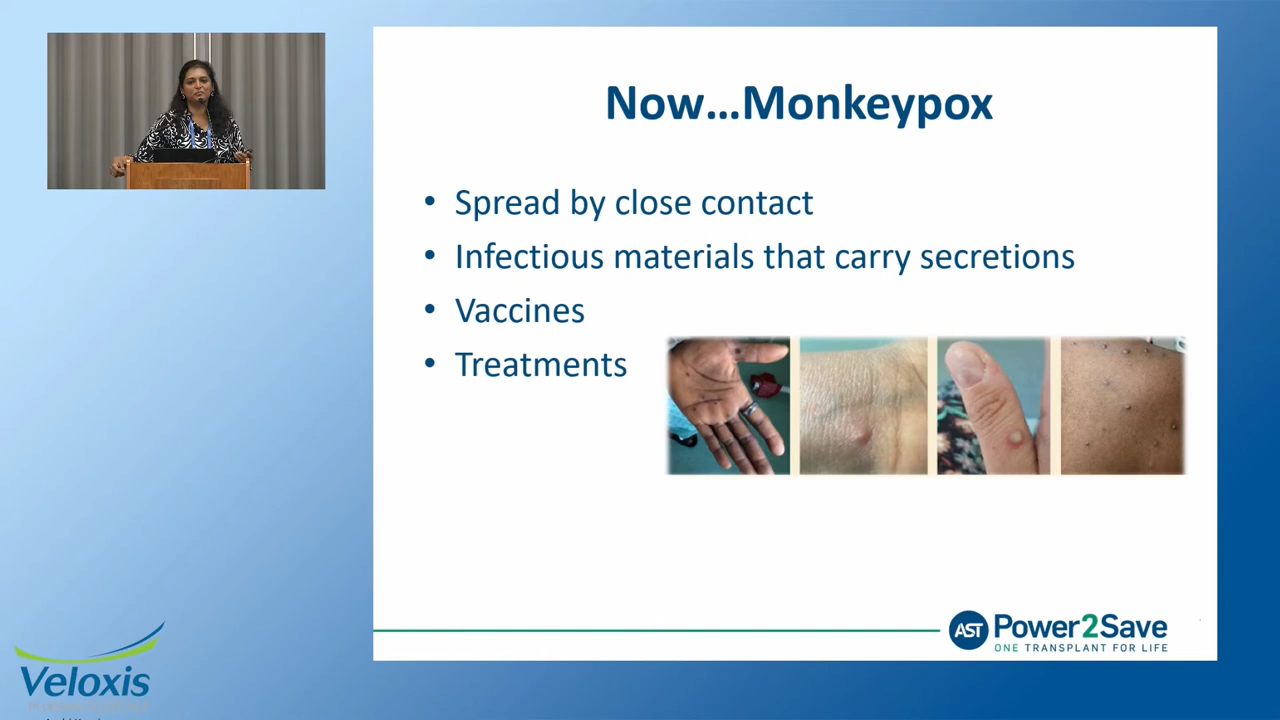 Now…Monkeypox
• Spread by close contact
• Infectious materials that carry secretions
• Vaccines
• Treatments
AST Power2Save
ONE TRANSPLANT FOR LIFE
Veloxis